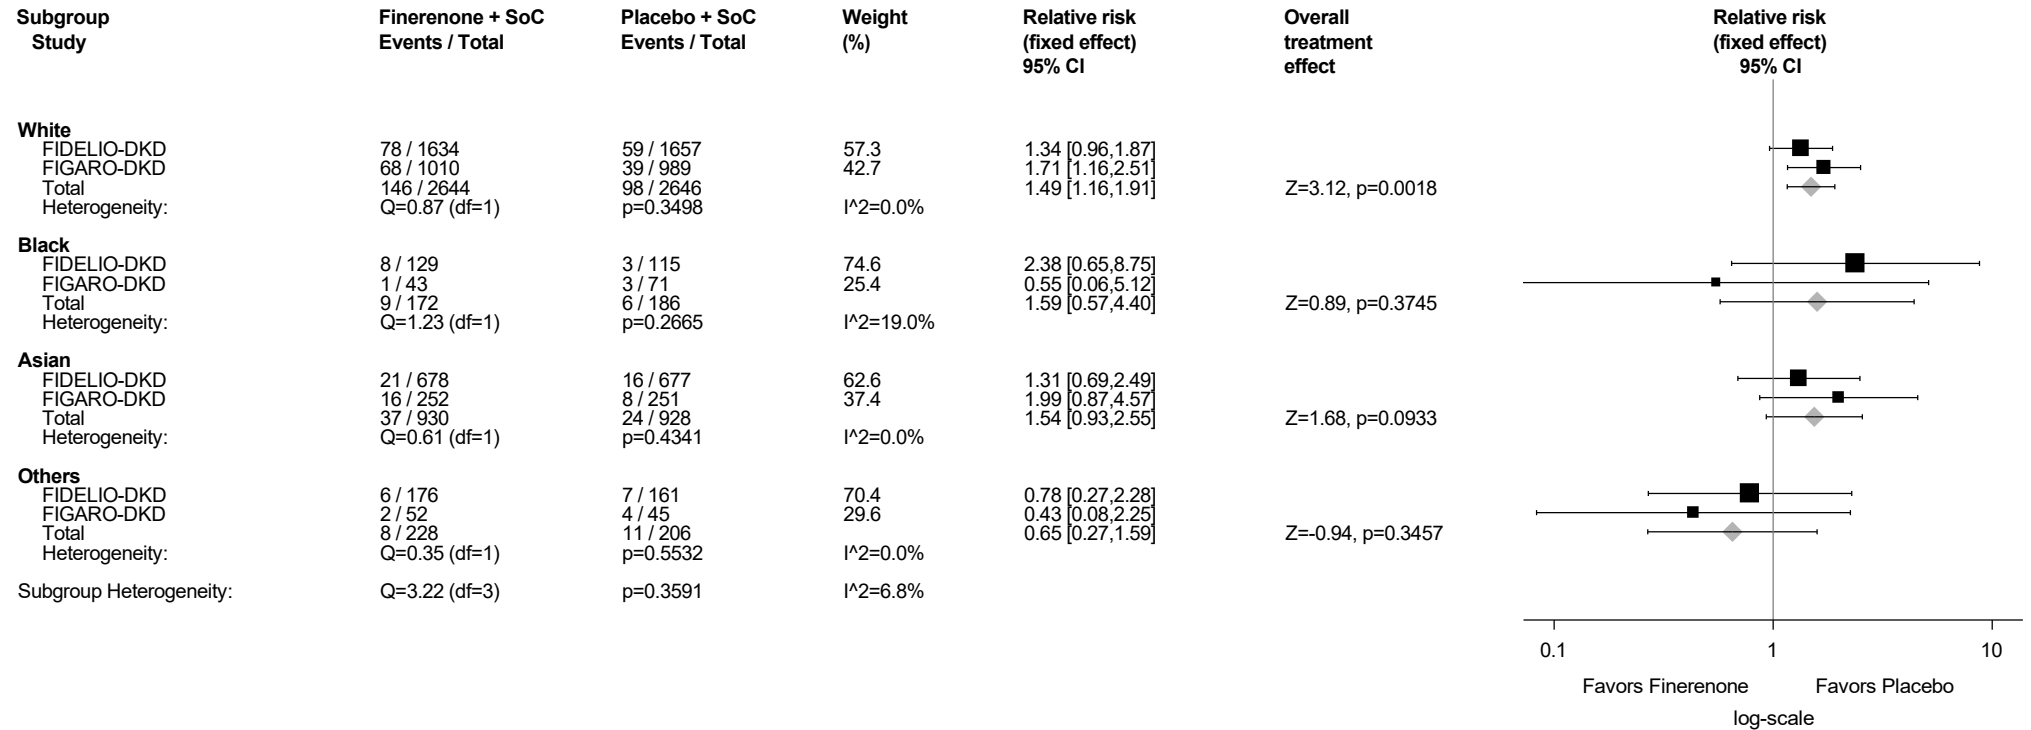 Subgroup Finerenone + SoC Placebo + SoC Weight Relative risk Overall Relative risk
Study Events / Total Events / Total (%) (fixed effect) treatment (fixed effect)
95% CI effect 95% CI
White
FIDELIO-DKD 78 / 1634 59 / 1657 57.3 1.34 [0.96,1.87]
FIGARO-DKD 68 / 1010 39 / 989 42.7 1.71 [1.16,2.51]
Total 146 / 2644 98 / 2646 1.49 [1.16,1.91] Z=3.12, p=0.0018
Heterogeneity: Q=0.87 (df=1) p=0.3498 I^2=0.0%
Black
FIDELIO-DKD 8 / 129 3 / 115 74.6 2.38 [0.65,8.75]
FIGARO-DKD 1 / 43 3 / 71 25.4 0.55 [0.06,5.12]
Total 9 / 172 6 / 186 1.59 [0.57,4.40] Z=0.89, p=0.3745
Heterogeneity: Q=1.23 (df=1) p=0.2665 I^2=19.0%
Asian
FIDELIO-DKD 21 / 678 16 / 677 62.6 1.31 [0.69,2.49]
FIGARO-DKD 16 / 252 8 / 251 37.4 1.99 [0.87,4.57]
Total 37 / 930 24 / 928 1.54 [0.93,2.55] Z=1.68, p=0.0933
Heterogeneity: Q=0.61 (df=1) p=0.4341 I^2=0.0%
Others
FIDELIO-DKD 6 / 176 7 / 161 70.4 0.78 [0.27,2.28]
FIGARO-DKD 2 / 52 4 / 45 29.6 0.43 [0.08,2.25]
Total 8 / 228 11 / 206 0.65 [0.27,1.59] Z=-0.94, p=0.3457
Heterogeneity: Q=0.35 (df=1) p=0.5532 I^2=0.0%
Subgroup Heterogeneity: Q=3.22 (df=3) p=0.3591 I^2=6.8%
0.1 1 10
Favors Finerenone Favors Placebo
log-scale